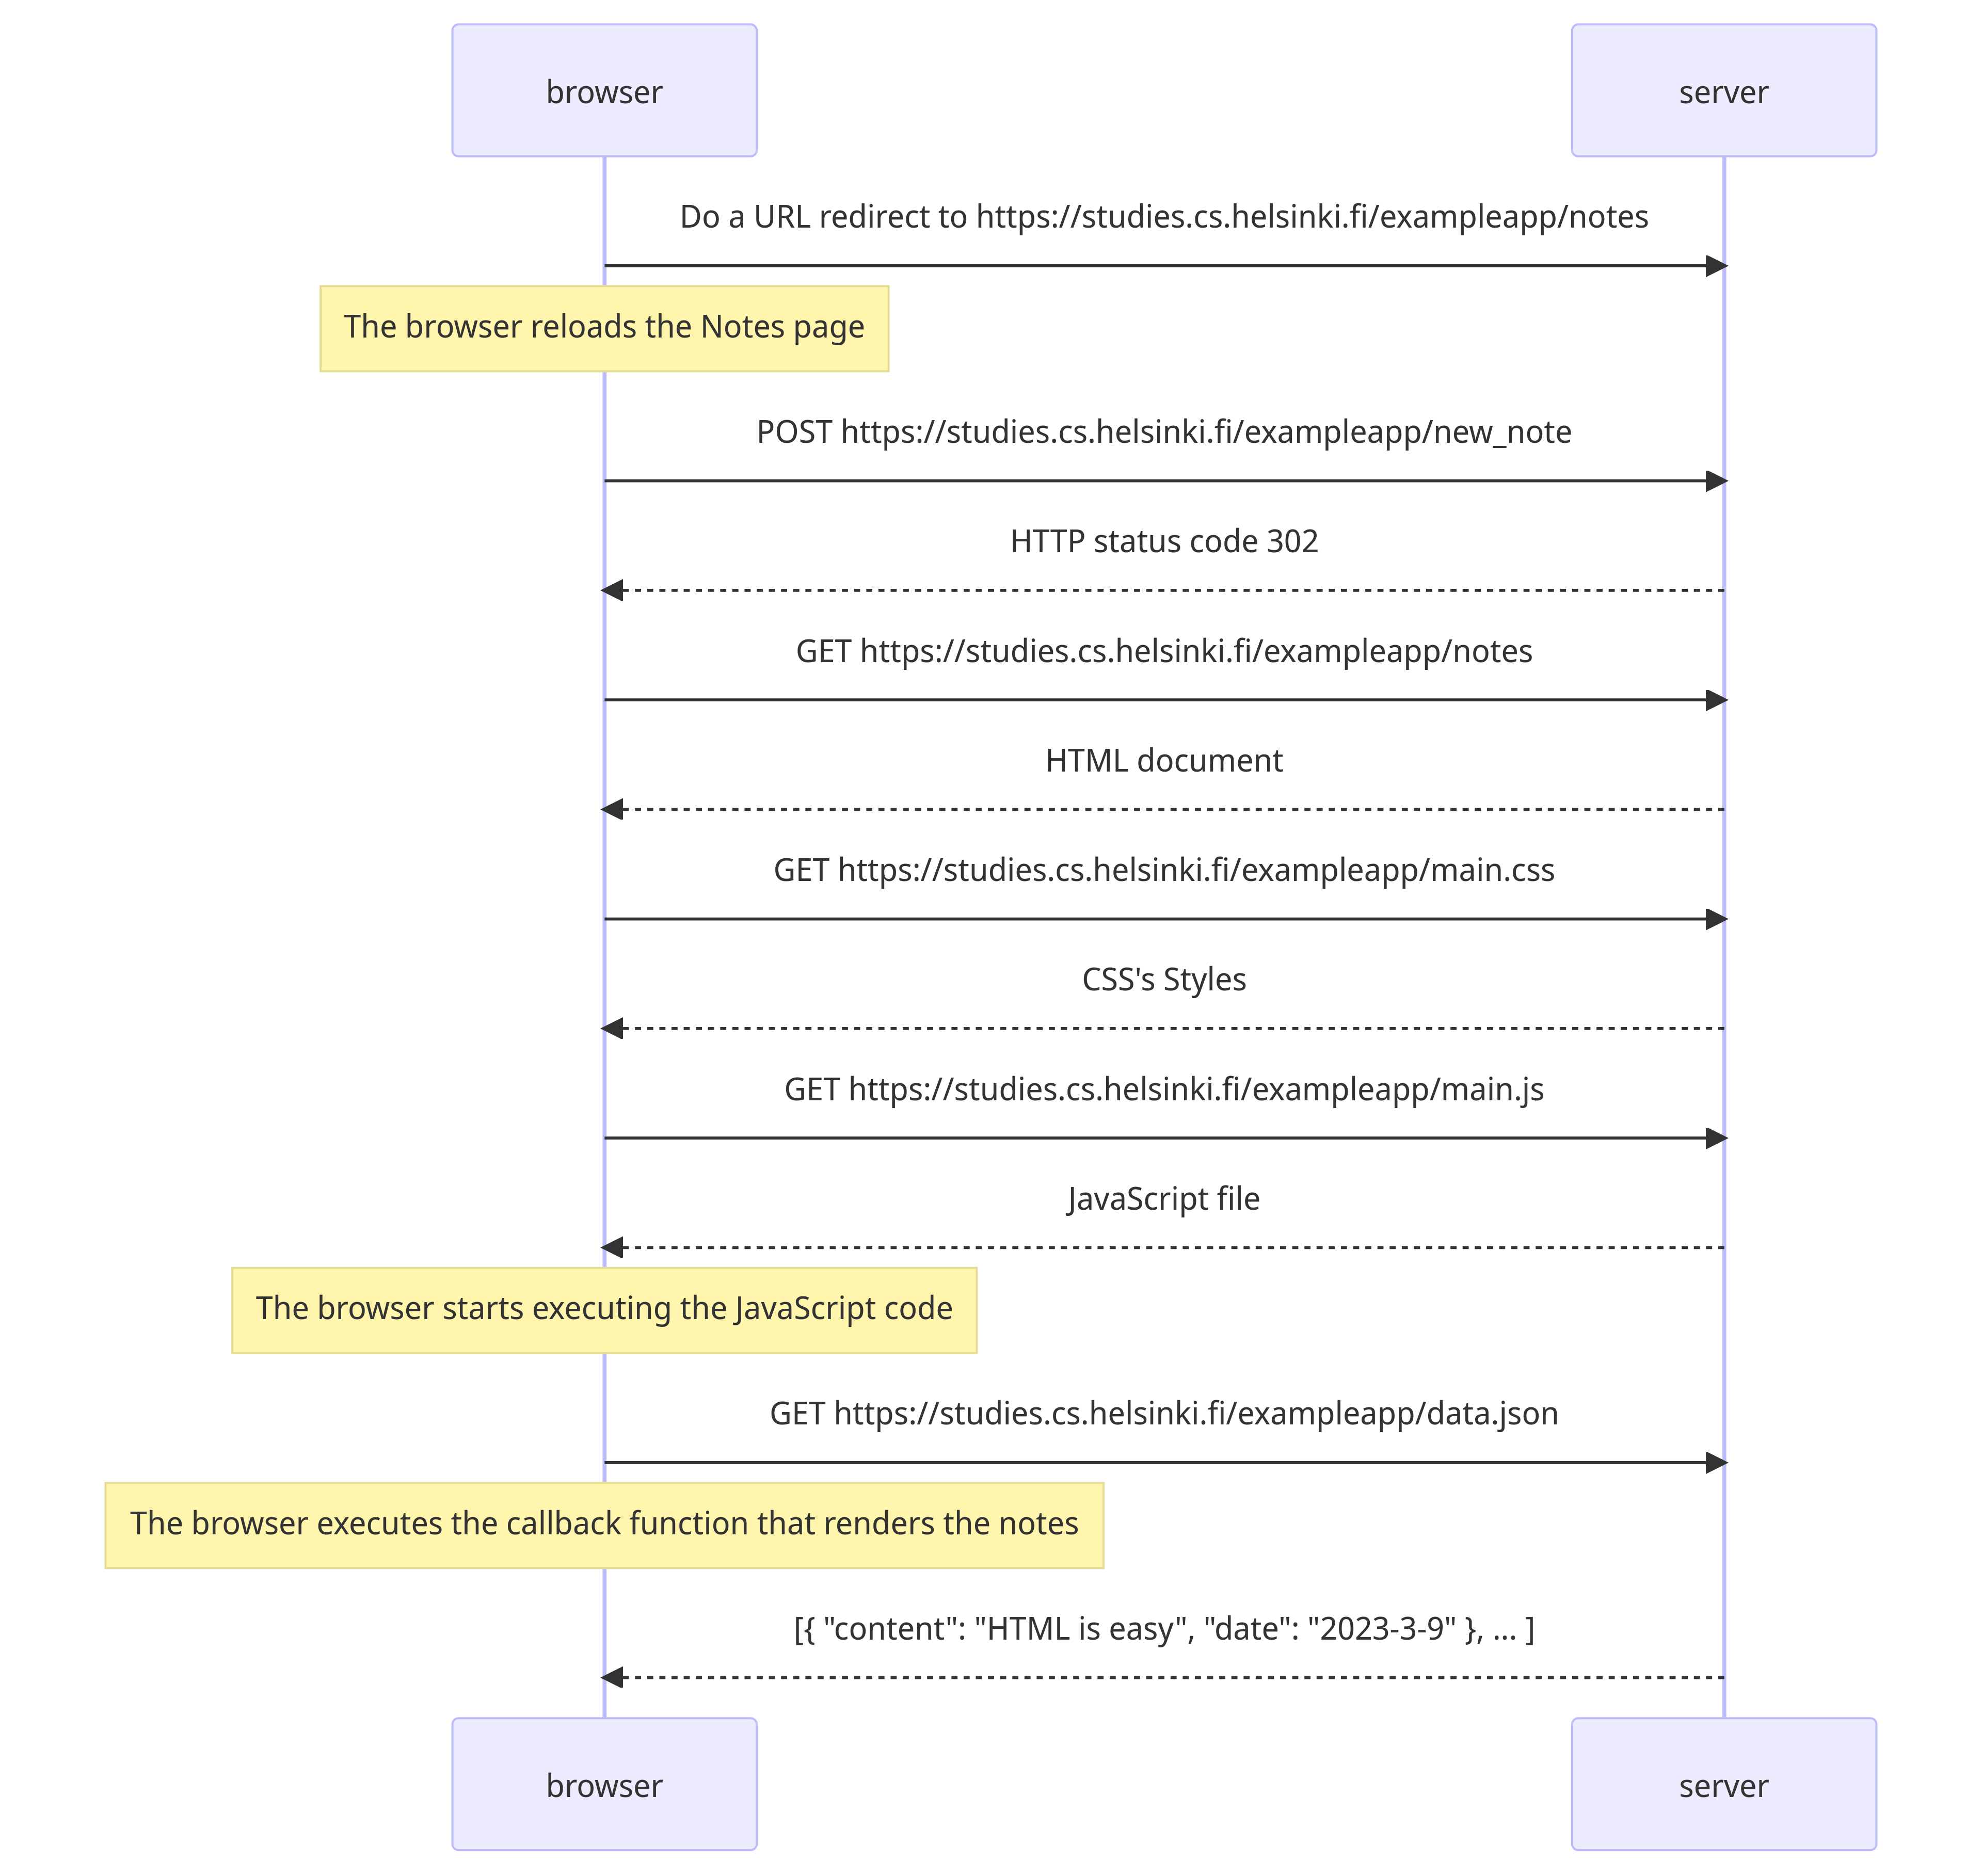 browser
server
Do a URL redirect to https://studies.cs.helsinki.fi/exampleapp/notes
The browser reloads the Notes page
POST https://studies.cs.helsinki.fi/exampleapp/new_note
HTTP status code 302
GET https://studies.cs.helsinki.fi/exampleapp/notes
HTML document
GET https://studies.cs.helsinki.fi/exampleapp/main.css
CSS's Styles
GET https://studies.cs.helsinki.fi/exampleapp/main.js
JavaScript file
The browser starts executing the JavaScript code
GET https://studies.cs.helsinki.fi/exampleapp/data.json
The browser executes the callback function that renders the notes
[{ "content": "HTML is easy", "date": "2023-3-9" }, ... ]
browser
server